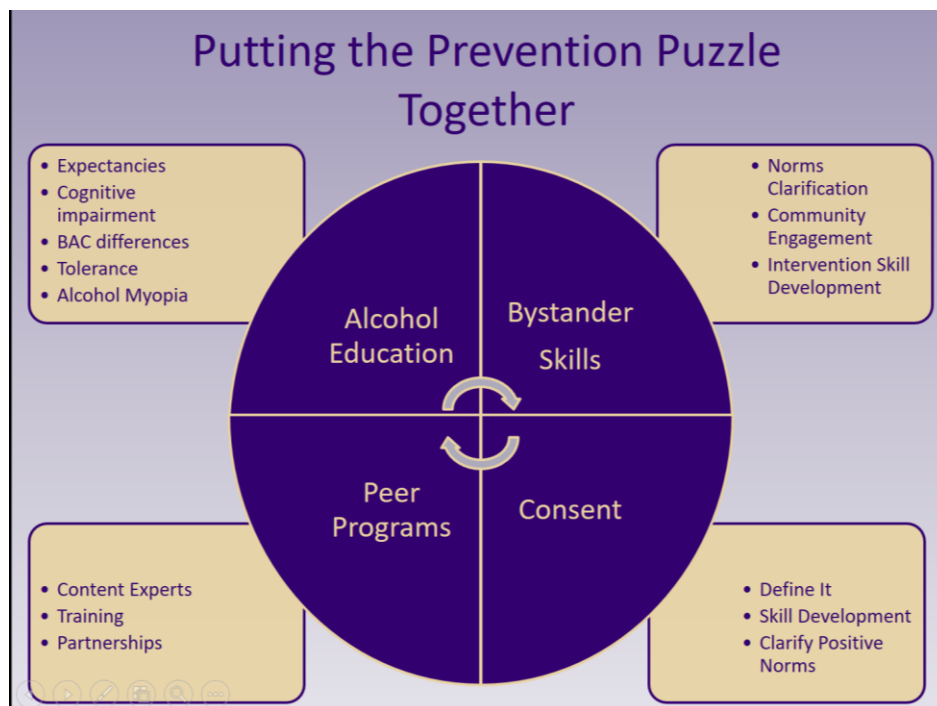 Putting the Prevention Puzzle
Together
• Expectancies
• Cognitive
impairment
• BAC differences
• Tolerance
• Alcohol Myopia
• Norms
Clarification
• Community
Engagement
• Intervention Skill
Development
Alcohol
Education
Bystander
Skills
Peer
Programs
Consent
• Content Experts
• Training
• Partnerships
• Define It
• Skill Development
• Clarify Positive
Norms